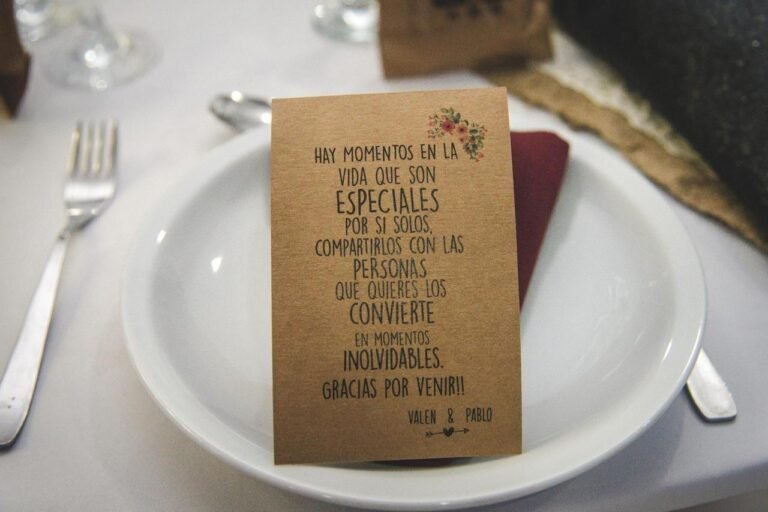 HAY MOMENTOS EN LA
VIDA QUE SON
ESPECIALES
POR SI SOLOS,
COMPARTIRLOS CON LAS
PERSONAS
QUE QUIERES LOS
CONVIERTE
EN MOMENTOS
INOLVIDABLES.
GRACIAS POR VENIR!!
VALEN & PABLO